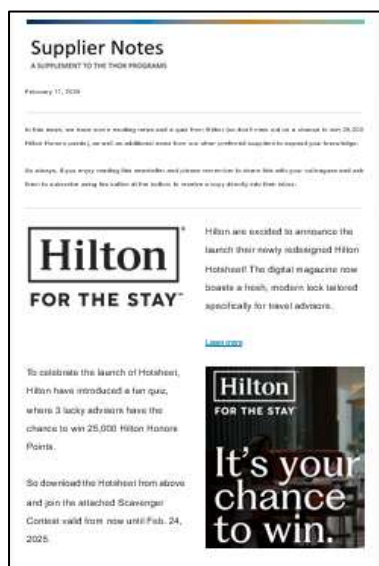 Supplier Notes
A SUPPLEMENT TO THE THOR PROGRAMS
February 17, 2025
In this issue, we have some exciting news and a quiz from Hilton (so don't miss out on a chance to win 25,000
Hilton Honors points), as well as additional news from our other preferred suppliers to expand your knowledge.
As always, if you enjoy reading this newsletter and please remember to share this with your colleagues and ask
them to subscribe using the button at the bottom, to receive a copy directly into their inbox.
Hilton
FOR THE STAY™
Hilton are excited to announce the
launch their newly redesigned Hilton
Hotsheet! The digital magazine now
boasts a fresh, modern look tailored
specifically for travel advisors.
Learn more
To celebrate the launch of Hotsheet,
Hilton have introduced a fun quiz,
where 3 lucky advisors have the
chance to win 25,000 Hilton Honors
Points.
So download the Hotsheet from above
and join the attached Scavenger
Contest valid from now until Feb. 24,
2025.
Hilton
FOR THE STAY
It's your
chance
to win.